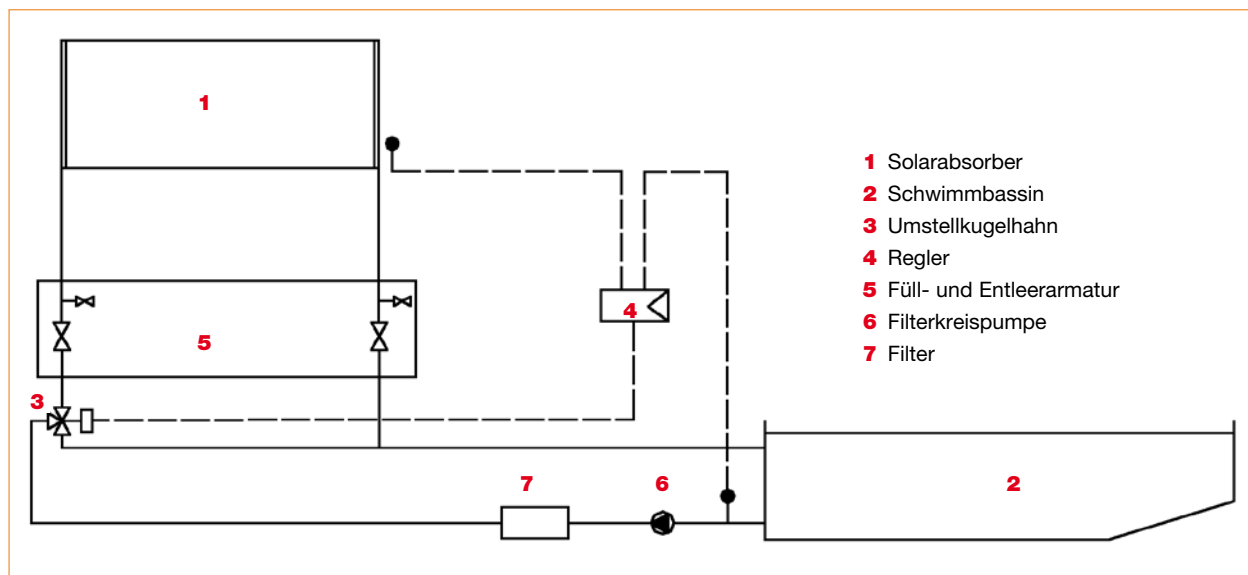 1
5
3
4
7
6
2
1 Solarabsorber
2 Schwimmbassin
3 Umstellkugelhahn
4 Regler
5 Füll- und Entleerarmatur
6 Filterkreispumpe
7 Filter